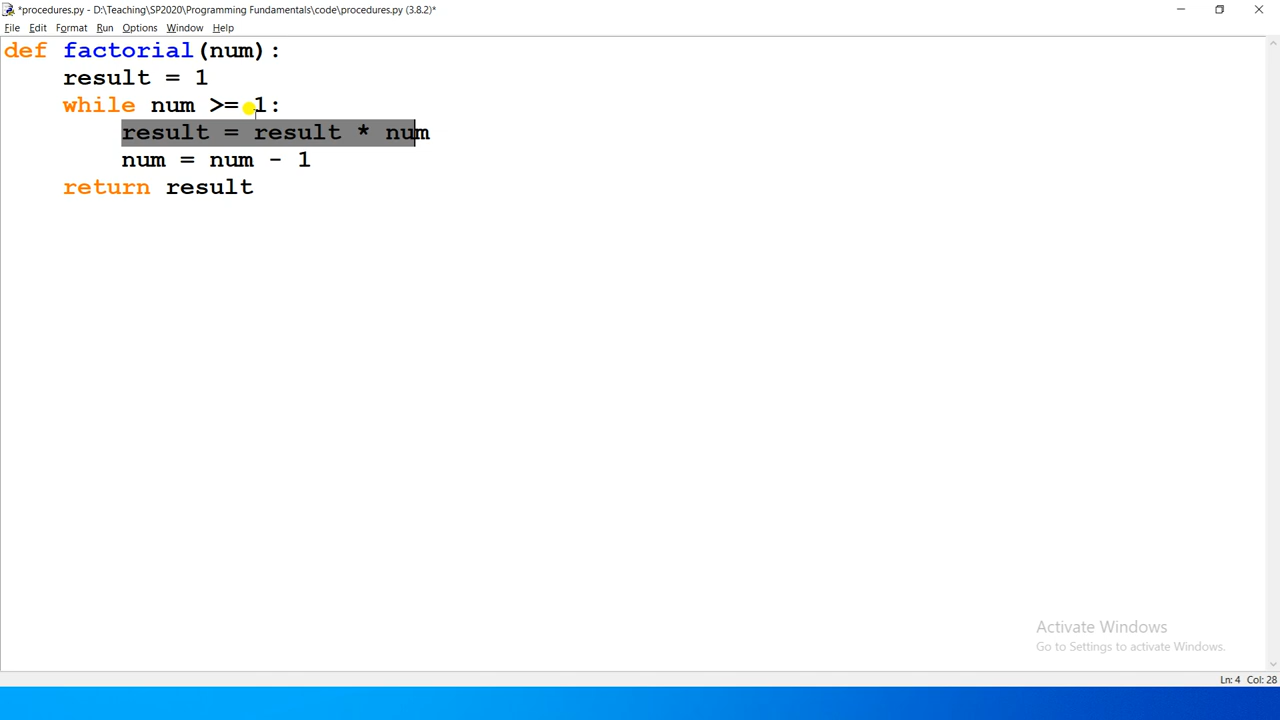 *procedures.py - D:\Teaching\SP2020\Programming Fundamentals\code\procedures.py (3.8.2)*
File Edit Format Run Options Window Help
def factorial(num):
    result = 1
    while num >= 1:
        result = result * num
        num = num - 1
    return result
Activate Windows
Go to Settings to activate Windows.
Ln: 4 Col: 28